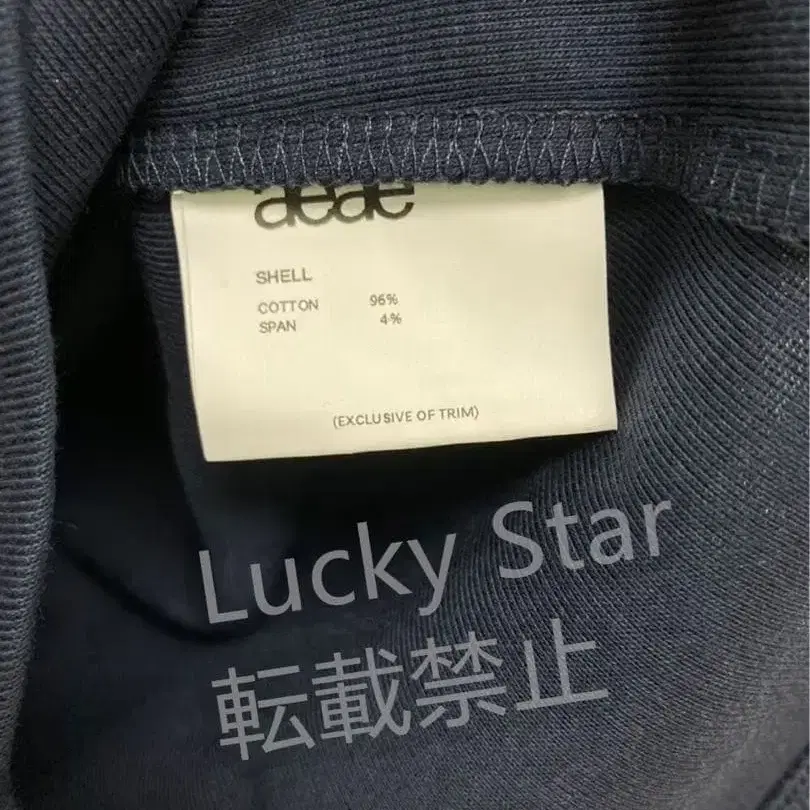 aeae
SHELL
COTTON 96%
SPAN 4%
(EXCLUSIVE OF TRIM)
Lucky Star
転載禁止